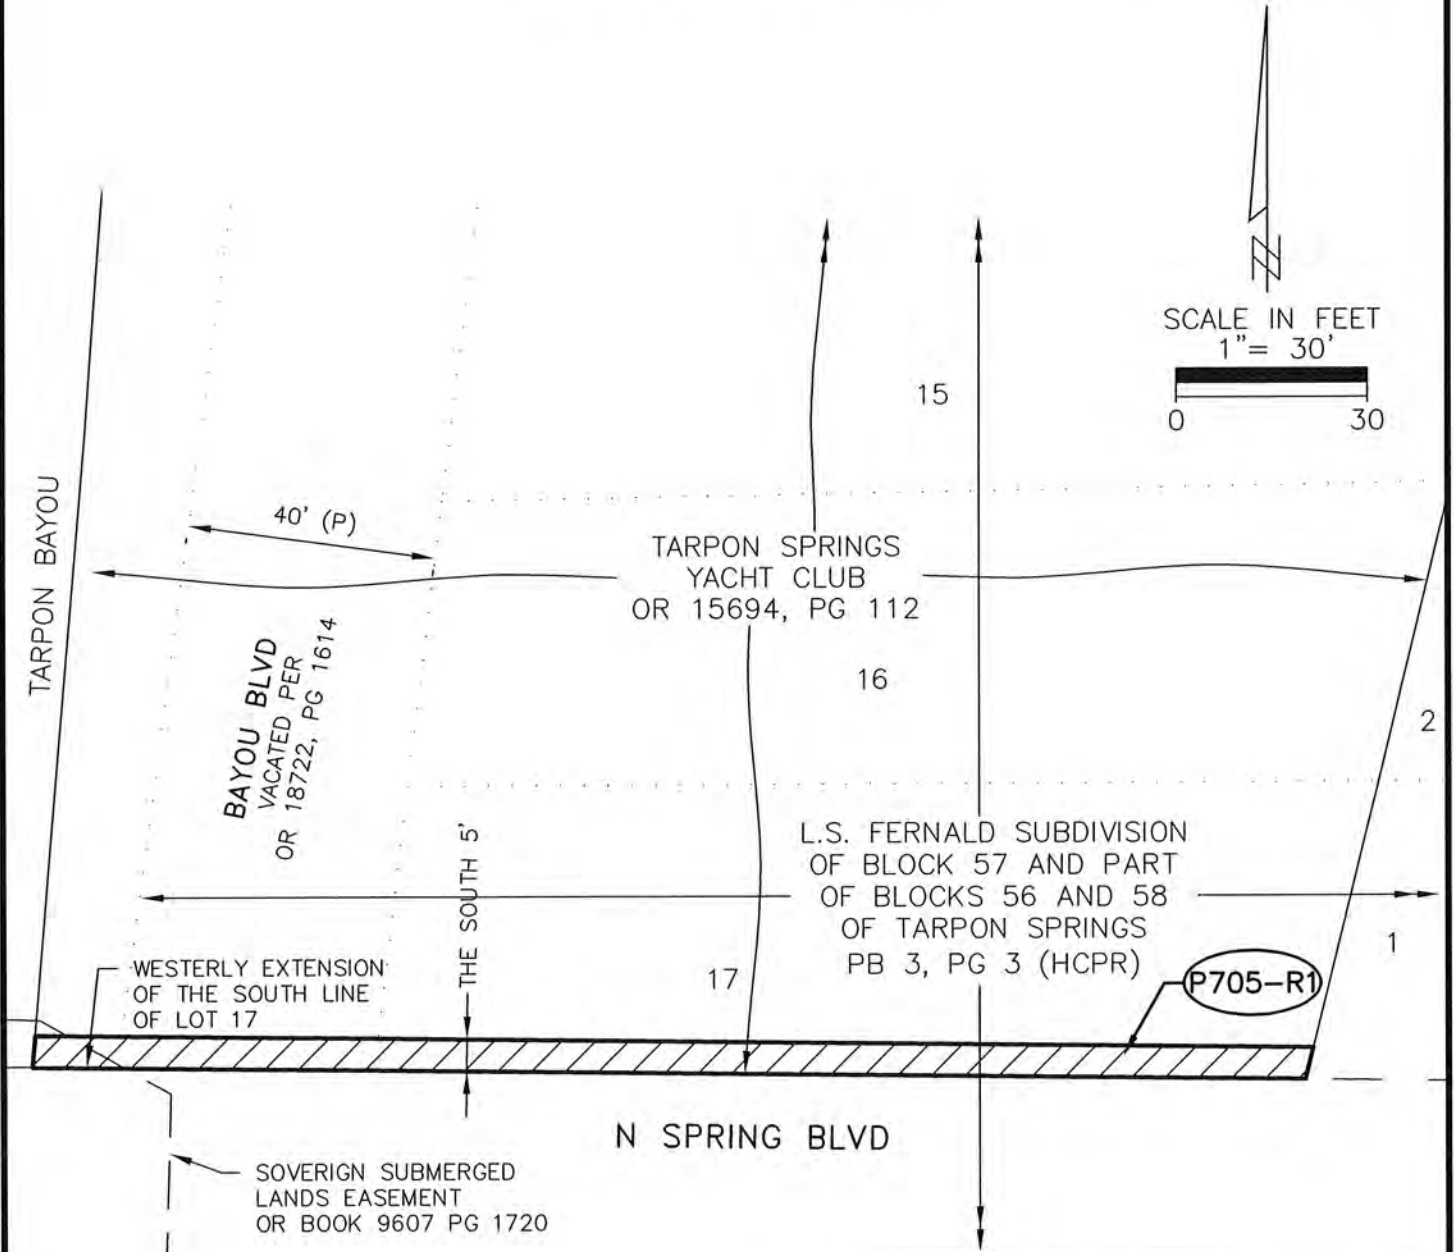 N
SCALE IN FEET
1"= 30'
0 30
15
TARPON BAYOU
40' (P)
TARPON SPRINGS
YACHT CLUB
OR 15694, PG 112
BAYOU BLVD
VACATED PER
OR 18722, PG 1614
16
2
THE SOUTH 5'
L.S. FERNALD SUBDIVISION
OF BLOCK 57 AND PART
OF BLOCKS 56 AND 58
OF TARPON SPRINGS
PB 3, PG 3 (HCPR)
1
WESTERLY EXTENSION
OF THE SOUTH LINE
OF LOT 17
17
P705-R1
N SPRING BLVD
SOVERIGN SUBMERGED
LANDS EASEMENT
OR BOOK 9607 PG 1720